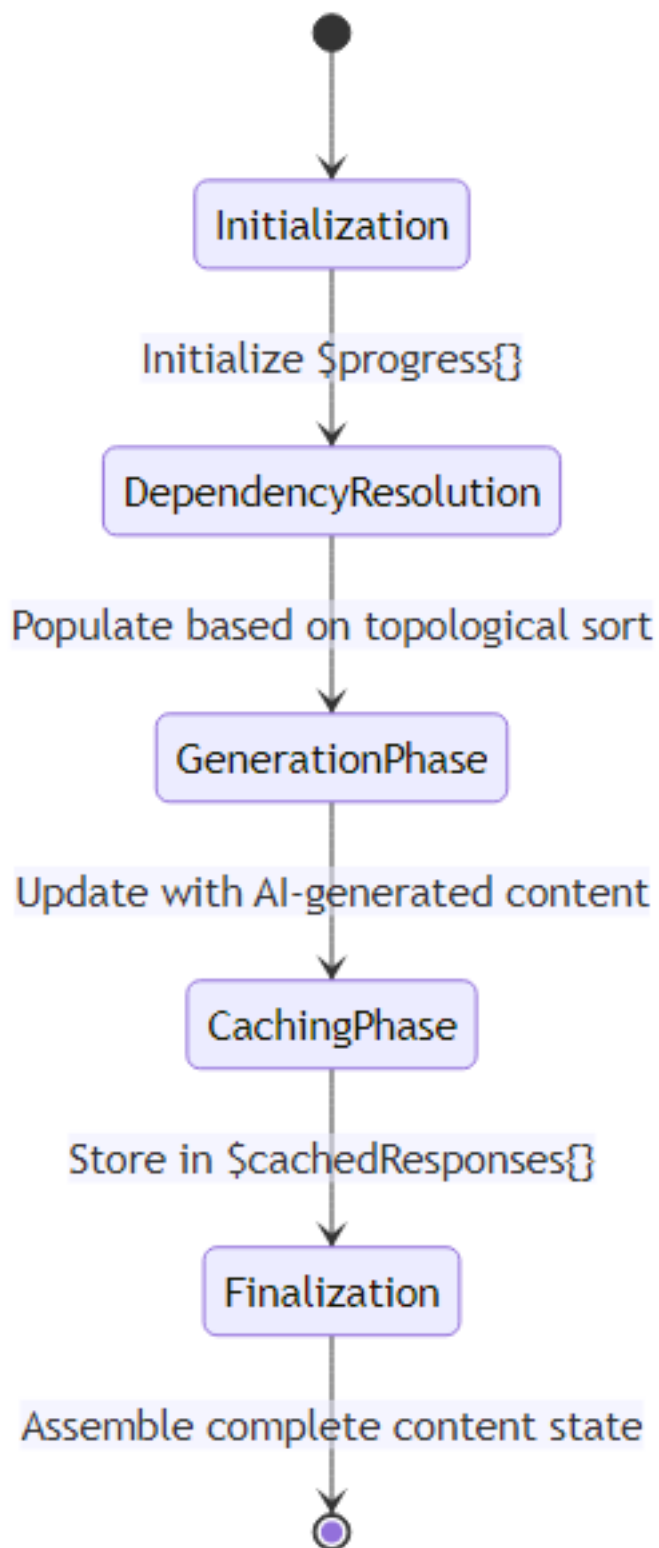 Initialization
Initialize $progress{}
DependencyResolution
Populate based on topological sort
GenerationPhase
Update with AI-generated content
CachingPhase
Store in $cachedResponses{}
Finalization
Assemble complete content state